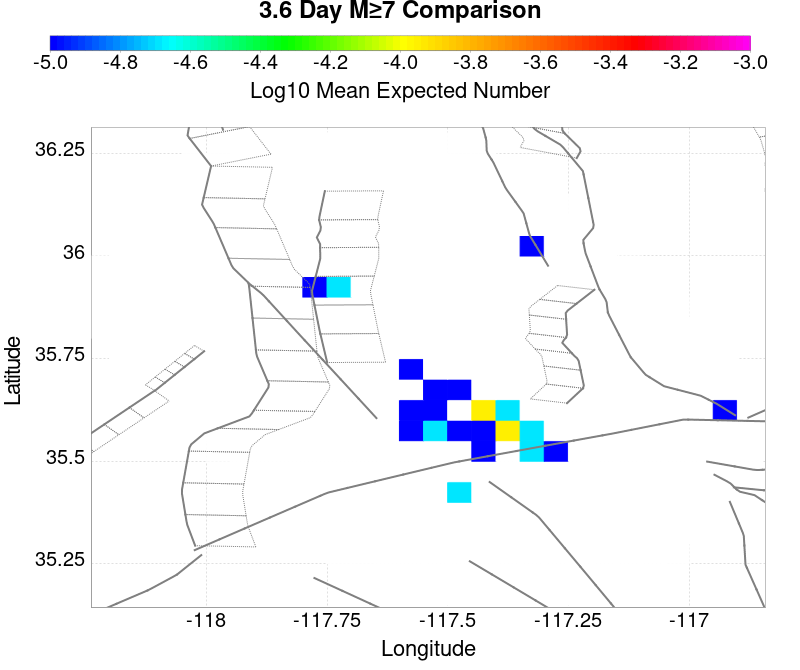 3.6 Day M≥7 Comparison
-5.0 -4.8 -4.6 -4.4 -4.2 -4.0 -3.8 -3.6 -3.4 -3.2 -3.0
Log10 Mean Expected Number
36.25
36
35.75
35.5
35.25
Latitude
-118 -117.75 -117.5 -117.25 -117
Longitude